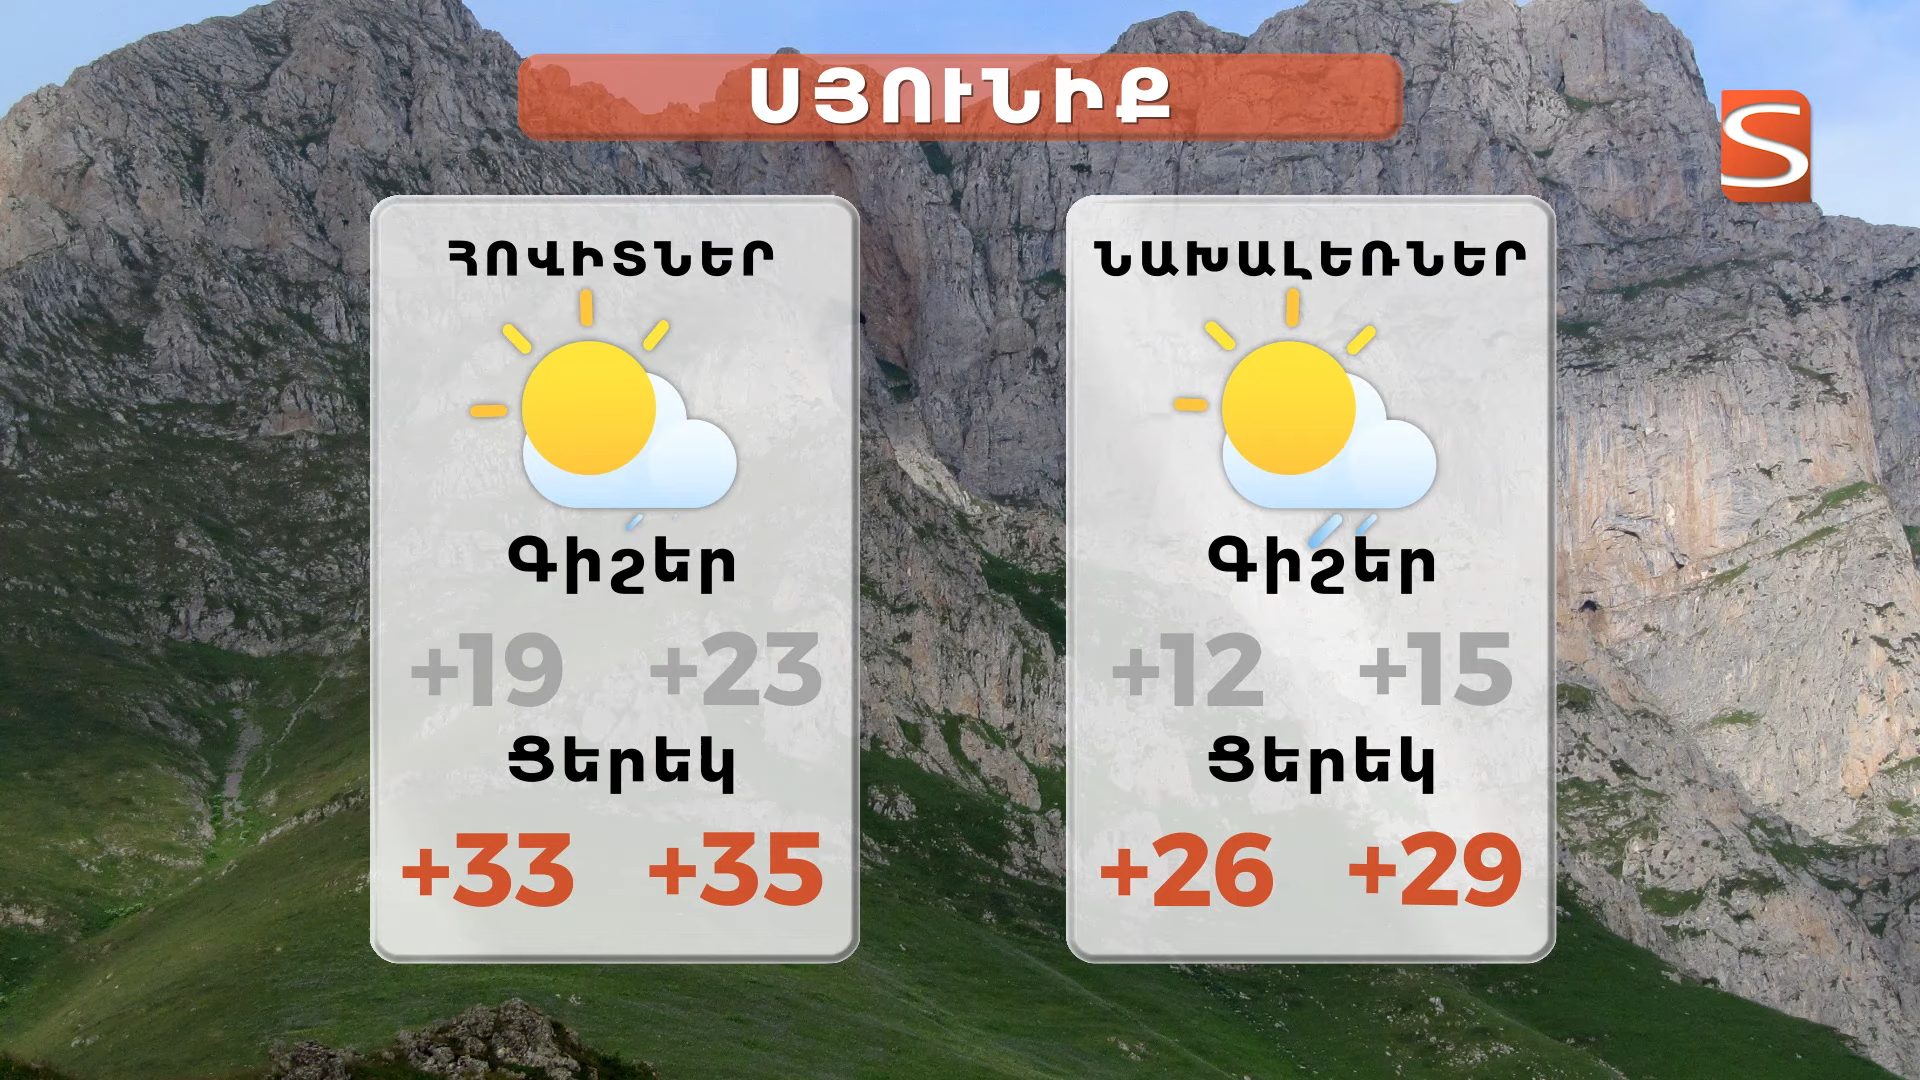 ՍՅՈՒՆԻՔ
S
ՀՈՎԻՏՆԵՐ
Գիշեր
+19 +23
Ցերեկ
+33 +35
ՆԱԽԱԼԵՌՆԵՐ
Գիշեր
+12 +15
Ցերեկ
+26 +29